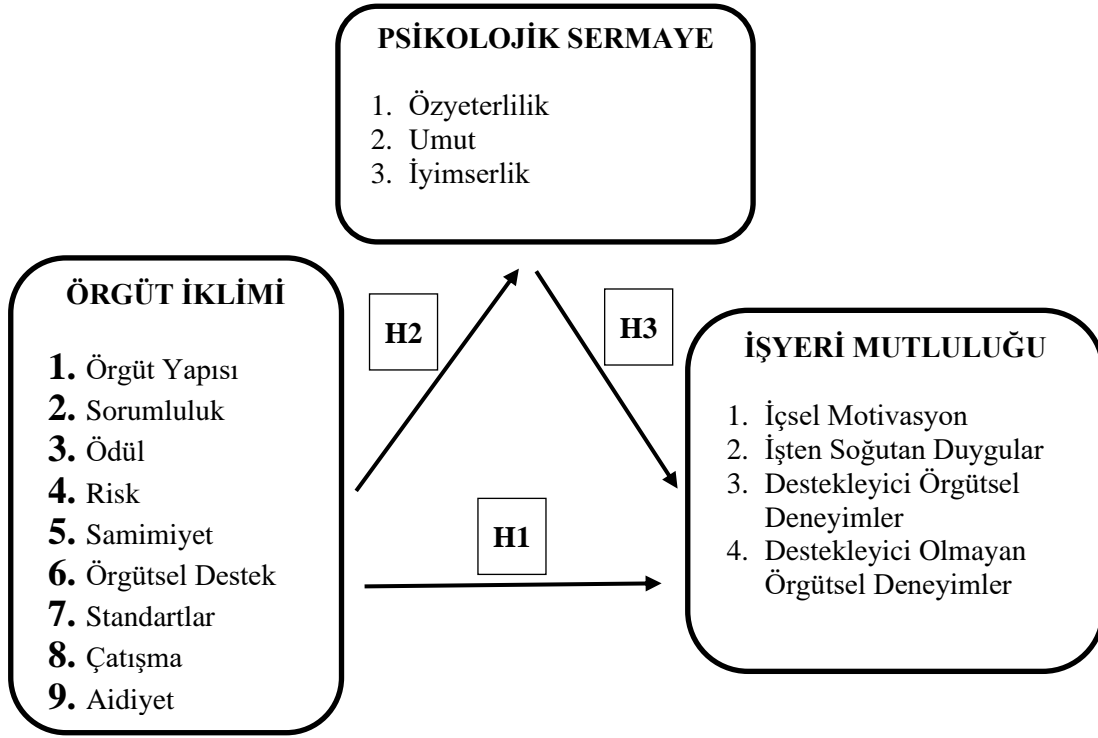 PSİKOLOJİK SERMAYE
1. Özyeterlilik
2. Umut
3. İyimserlik
ÖRGÜT İKLİMİ
1. Örgüt Yapısı
2. Sorumluluk
3. Ödül
4. Risk
5. Samimiyet
6. Örgütsel Destek
7. Standartlar
8. Çatışma
9. Aidiyet
H2
H3
H1
İŞYERİ MUTLULUĞU
1. İçsel Motivasyon
2. İşten Soğutan Duygular
3. Destekleyici Örgütsel
Deneyimler
4. Destekleyici Olmayan
Örgütsel Deneyimler